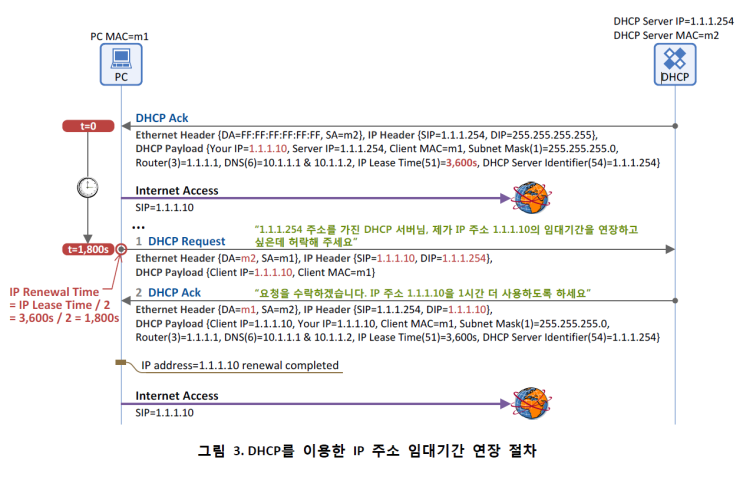 DHCP Server IP=1.1.1.254
PC MAC=m1
DHCP Server MAC=m2
PC
DHCP
DHCP Ack
t=0
Ethernet Header {DA=FF:FF:FF:FF:FF:FF, SA=m2}, IP Header {SIP=1.1.1.254, DIP=255.255.255.255},
DHCP Payload {Your IP=1.1.1.10, Server IP=1.1.1.254, Client MAC=m1, Subnet Mask(1)=255.255.255.0,
Router(3)=1.1.1.1, DNS(6)=10.1.1.1 & 10.1.1.2, IP Lease Time(51)=3,600s, DHCP Server Identifier(54)=1.1.1.254}
Internet Access
SIP=1.1.1.10
...
"1.1.1.254 주소를 가진 DHCP 서버님, 제가 IP 주소 1.1.1.10의 임대기간을 연장하고
t=1,800s
1 DHCP Request
싶은데 허락해 주세요"
Ethernet Header {DA=m2, SA=m1}, IP Header {SIP=1.1.1.10, DIP=1.1.1.254},
DHCP Payload {Client IP=1.1.1.10, Client MAC=m1}
IP Renewal Time
= IP Lease Time / 2
= 3,600s / 2 = 1,800s
2 DHCP Ack
"요청을 수락하겠습니다. IP 주소 1.1.1.10을 1시간 더 사용하도록 하세요"
Ethernet Header {DA=m1, SA=m2}, IP Header {SIP=1.1.1.254, DIP=1.1.1.10},
DHCP Payload {Client IP=1.1.1.10, Your IP=1.1.1.10, Client MAC=m1, Subnet Mask(1)=255.255.255.0,
Router(3)=1.1.1.1, DNS(6)=10.1.1.1 & 10.1.1.2, IP Lease Time(51)=3,600s, DHCP Server Identifier(54)=1.1.1.254}
IP address=1.1.1.10 renewal completed
Internet Access
SIP=1.1.1.10
그림 3. DHCP를 이용한 IP 주소 임대기간 연장 절차